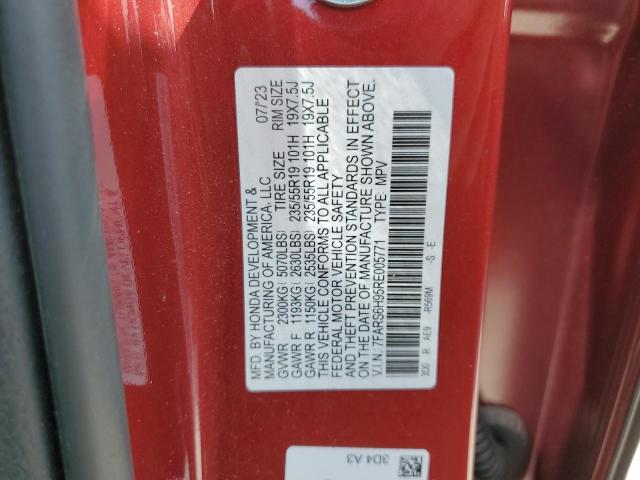 MFD. BY HONDA DEVELOPMENT & 07/'23
MANUFACTURING OF AMERICA, LLC
TIRE SIZE RIM SIZE
GVWR 2300KG( 5070LBS)
GAWR F 1193KG( 2630LBS) 235/55R19 101H 19X7.5J
GAWR R 1150KG( 2535LBS) 235/55R19 101H 19X7.5J
THIS VEHICLE CONFORMS TO ALL APPLICABLE
FEDERAL MOTOR VEHICLE SAFETY
AND THEFT PREVENTION STANDARDS IN EFFECT
ON THE DATE OF MANUFACTURE SHOWN ABOVE.
V.I.N. 7FARS6H95RE005771 TYPE MPV
3D0 R AE9 -R569M -S -E
3D4 A3